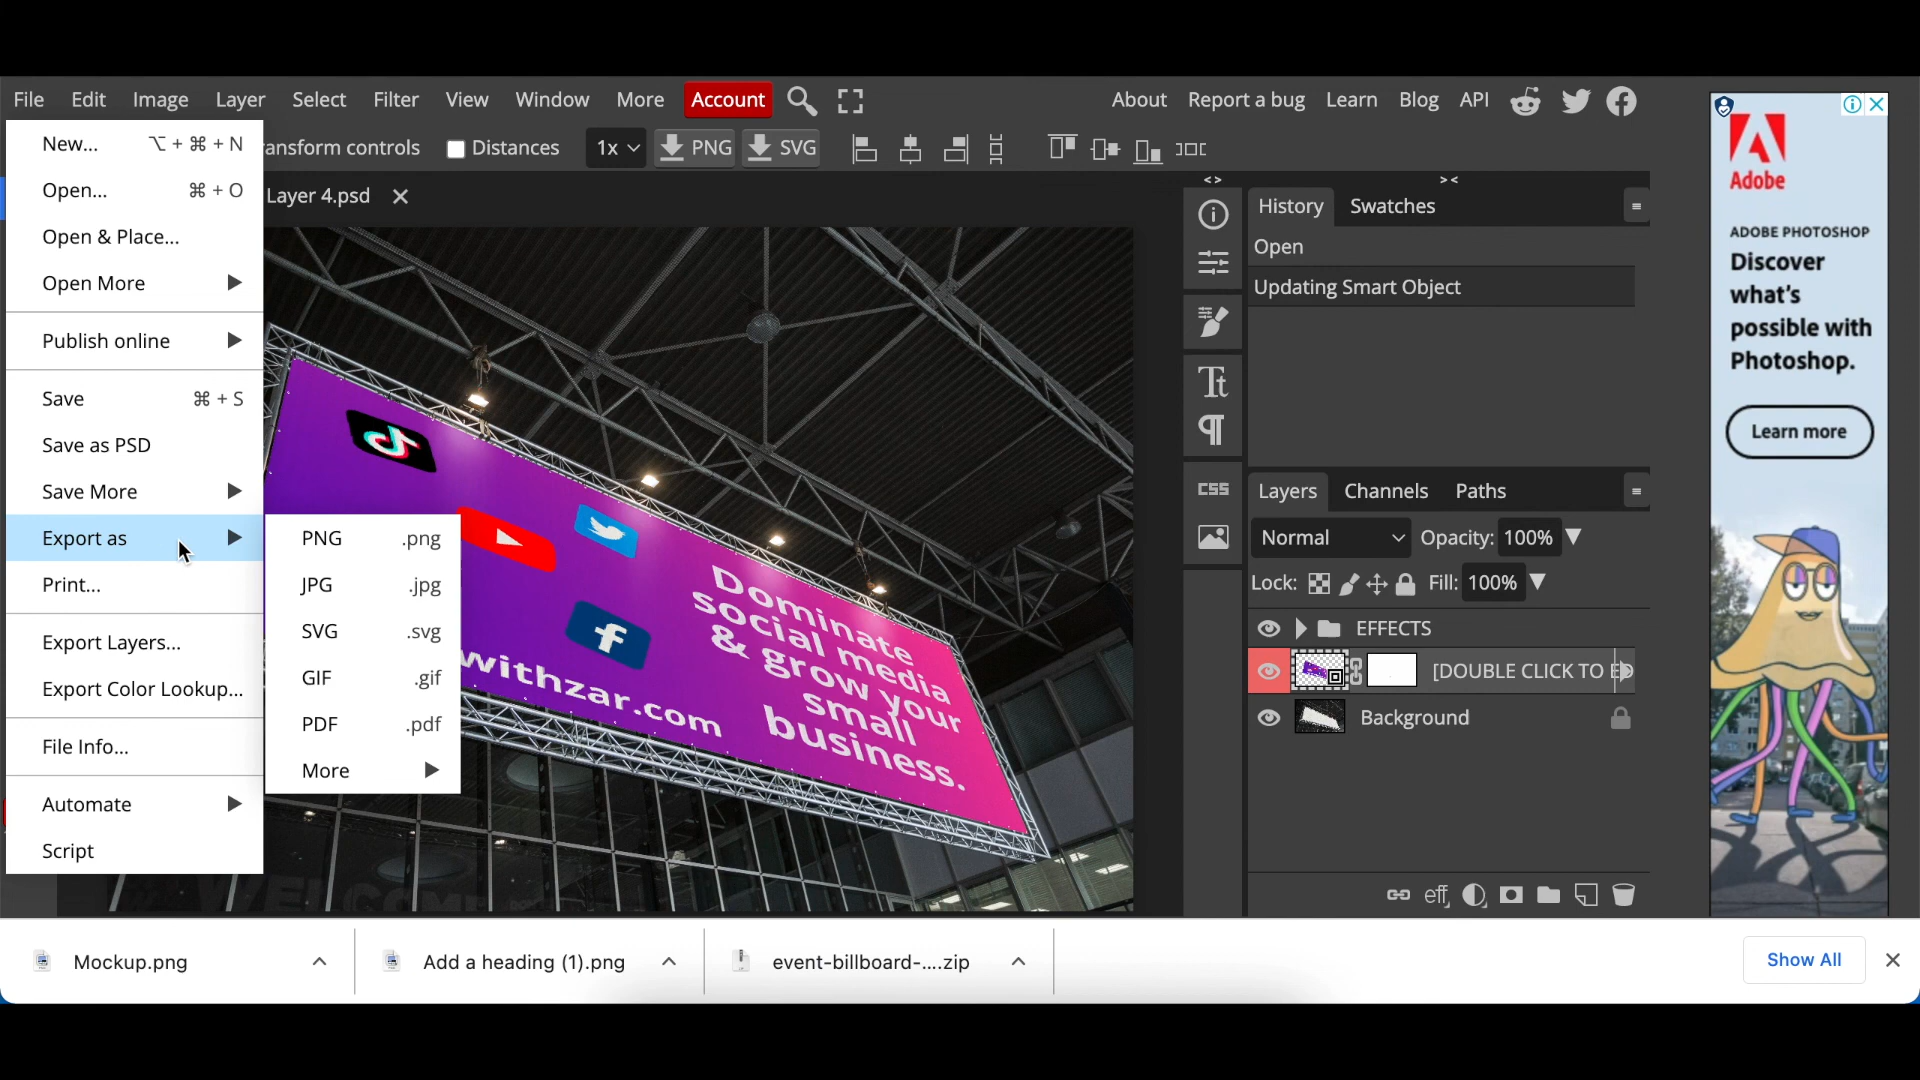 File Edit Image Layer Select Filter View Window More Account About Report a bug Learn Blog API
ansform controls Distances 1x PNG SVG
Layer 4.psd
New... ⌥ + ⌘ + N
Open... ⌘ + O
Open & Place...
Open More
Publish online
Save ⌘ + S
Save as PSD
Save More
Export as
Print...
Export Layers...
Export Color Lookup...
File Info...
Automate
Script
PNG .png
JPG .jpg
SVG .svg
GIF .gif
PDF .pdf
More
Dominate
social media
& grow your
small
business.
withzar.com
History Swatches
Open
Updating Smart Object
CSS
Layers Channels Paths
Normal Opacity: 100%
Lock: Fill: 100%
EFFECTS
[DOUBLE CLICK TO ED
Background
eff
Adobe
ADOBE PHOTOSHOP
Discover
what's
possible with
Photoshop.
Learn more
Mockup.png Add a heading (1).png event-billboard-....zip Show All